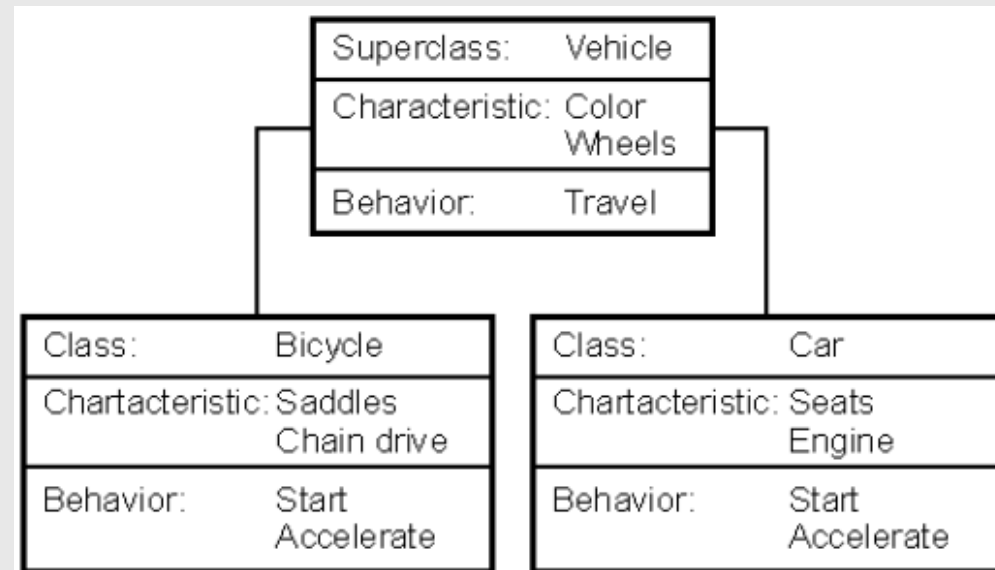 Superclass: Vehicle
Characteristic: Color
Wheels
Behavior: Travel
Class: Bicycle
Chartacteristic: Saddles
Chain drive
Behavior: Start
Accelerate
Class: Car
Chartacteristic: Seats
Engine
Behavior: Start
Accelerate